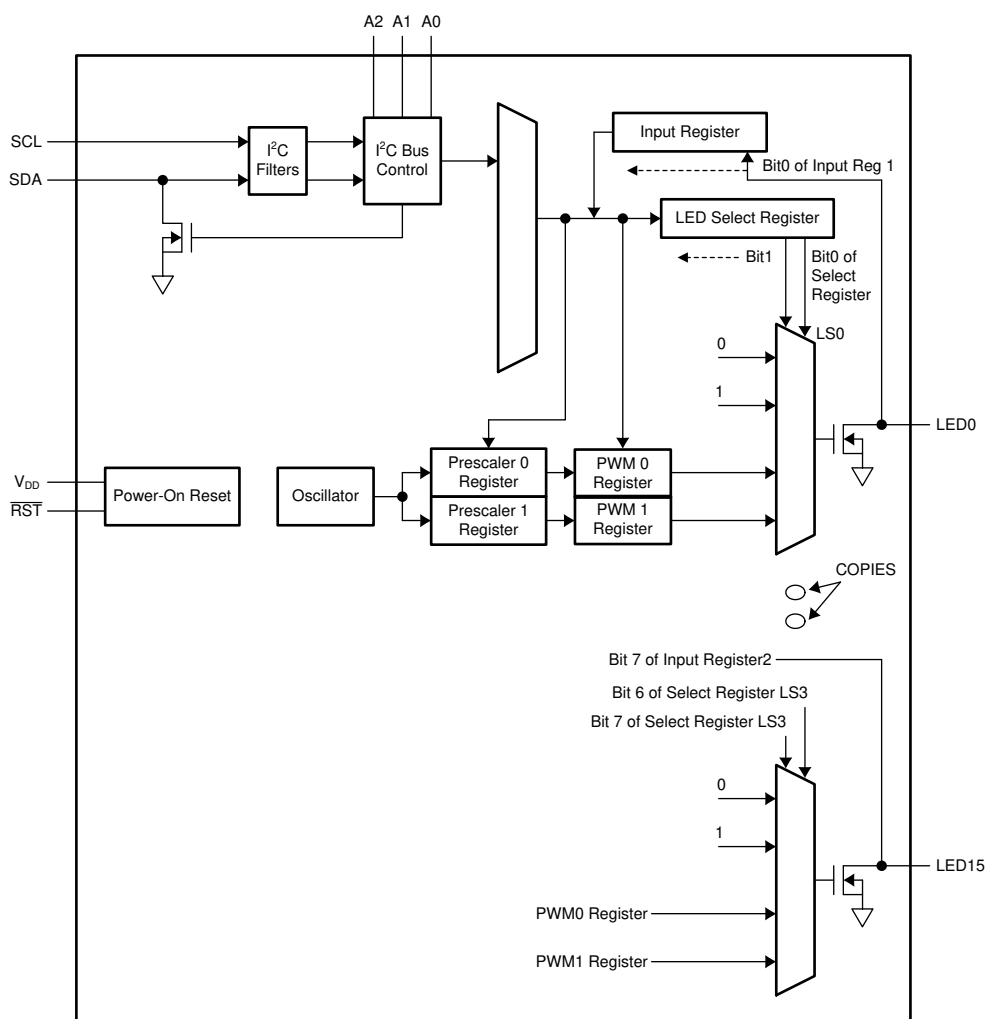 A2 A1 A0
SCL
SDA
I²C
Filters
I²C Bus
Control
Input Register
Bit0 of Input Reg 1
LED Select Register
Bit1
Bit0 of
Select
Register
LS0
0
1
LED0
V_DD
R̅S̅T̅
Power-On Reset
Oscillator
Prescaler 0
Register
Prescaler 1
Register
PWM 0
Register
PWM 1
Register
COPIES
Bit 7 of Input Register2
Bit 6 of Select Register LS3
Bit 7 of Select Register LS3
0
1
LED15
PWM0 Register
PWM1 Register